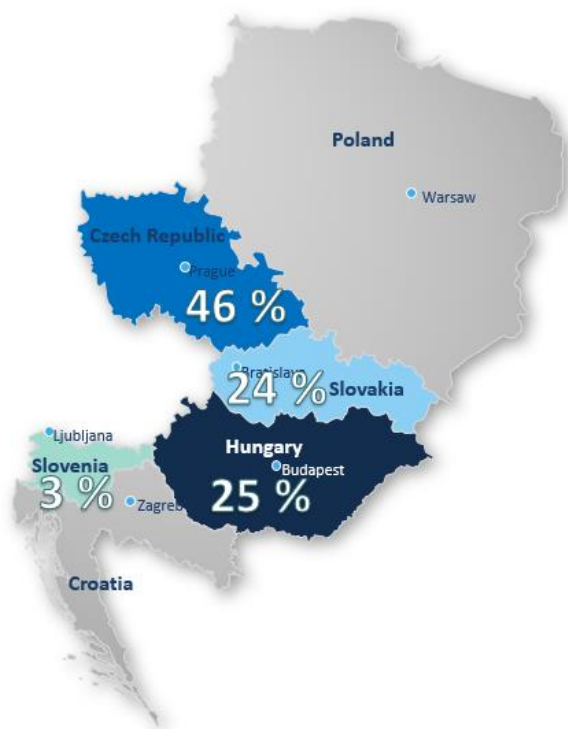 Poland
Warsaw
Czech Republic
Prague
46 %
Bratislava
24 %
Slovakia
Ljubljana
Hungary
Slovenia
Budapest
3 %
25 %
Zagreb
Croatia